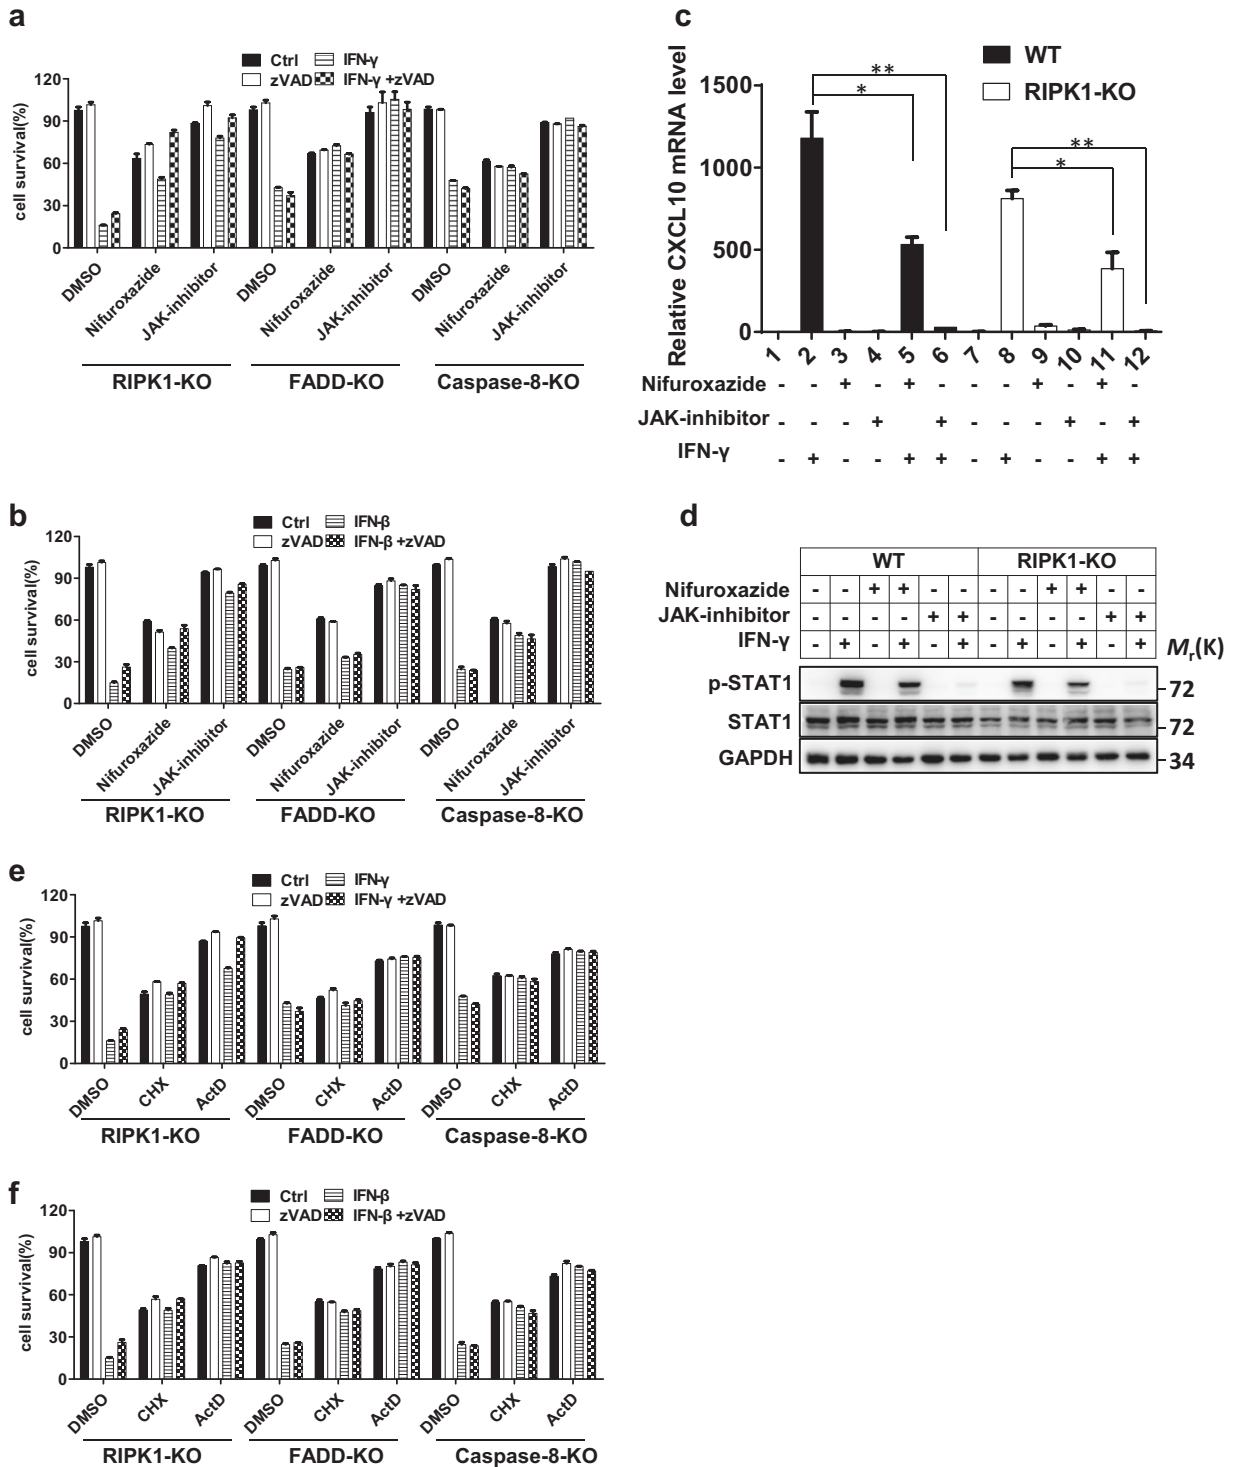 a
Ctrl
IFN-γ
zVAD
IFN-γ +zVAD
cell survival(%)
120
90
60
30
0
DMSO
Nifuroxazide
JAK-inhibitor
DMSO
Nifuroxazide
JAK-inhibitor
DMSO
Nifuroxazide
JAK-inhibitor
RIPK1-KO
FADD-KO
Caspase-8-KO
c
WT
RIPK1-KO
Relative CXCL10 mRNA level
1500
1000
500
0
**
*
**
*
1 2 3 4 5 6 7 8 9 10 11 12
Nifuroxazide - - + - + - - - + - + -
JAK-inhibitor - - - + - + - - - + - +
IFN-γ - + - - + + - + - - + +
b
Ctrl
IFN-β
zVAD
IFN-β +zVAD
cell survival(%)
120
90
60
30
0
DMSO
Nifuroxazide
JAK-inhibitor
DMSO
Nifuroxazide
JAK-inhibitor
DMSO
Nifuroxazide
JAK-inhibitor
RIPK1-KO
FADD-KO
Caspase-8-KO
d
WT RIPK1-KO
Nifuroxazide - - + + - - - - + + - -
JAK-inhibitor - - - - + + - - - - + +
IFN-γ - + - + - + - + - + - +
Mr(K)
p-STAT1 72
STAT1 72
GAPDH 34
e
Ctrl
IFN-γ
zVAD
IFN-γ +zVAD
cell survival(%)
120
90
60
30
0
DMSO
CHX
ActD
DMSO
CHX
ActD
DMSO
CHX
ActD
RIPK1-KO
FADD-KO
Caspase-8-KO
f
Ctrl
IFN-β
zVAD
IFN-β +zVAD
cell survival(%)
120
90
60
30
0
DMSO
CHX
ActD
DMSO
CHX
ActD
DMSO
CHX
ActD
RIPK1-KO
FADD-KO
Caspase-8-KO